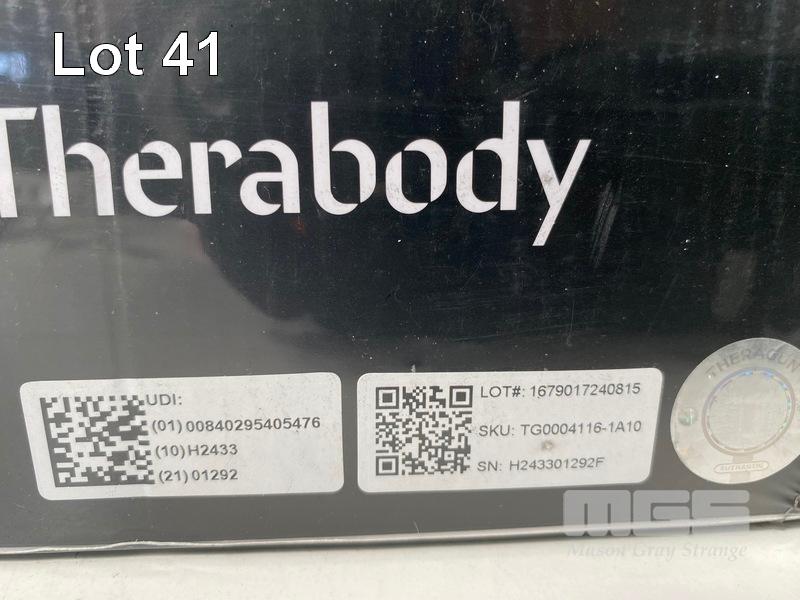 Lot 41
Therabody
UDI:
(01)00840295405476
(10)H2433
(21)01292
LOT#: 1679017240815
SKU: TG0004116-1A10
SN: H243301292F
THERAGUN
AUTHENTIC
MGS
Mason Gray Strange